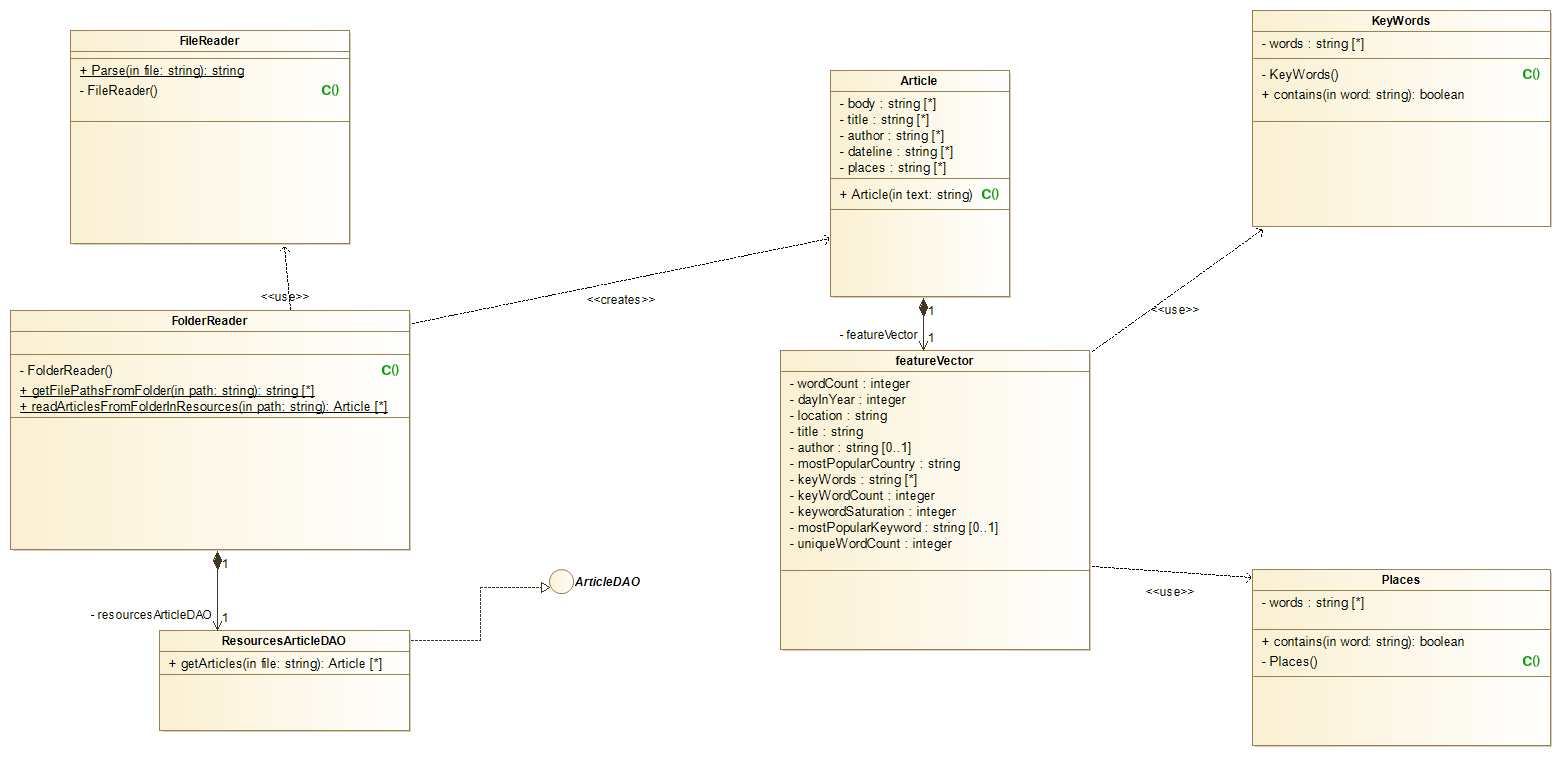 FileReader
+ Parse(in file: string): string
- FileReader()
C()
<<use>>
FolderReader
- FolderReader()
C()
+ getFilePathsFromFolder(in path: string): string [*]
+ readArticlesFromFolderInResources(in path: string): Article [*]
<<creates>>
1
- resourcesArticleDAO
1
ResourcesArticleDAO
+ getArticles(in file: string): Article [*]
ArticleDAO
Article
- body : string [*]
- title : string [*]
- author : string [*]
- dateline : string [*]
- places : string [*]
+ Article(in text: string)
C()
1
- featureVector
1
featureVector
- wordCount : integer
- dayInYear : integer
- location : string
- title : string
- author : string [0..1]
- mostPopularCountry : string
- keyWords : string [*]
- keyWordCount : integer
- keywordSaturation : integer
- mostPopularKeyword : string [0..1]
- uniqueWordCount : integer
<<use>>
<<use>>
KeyWords
- words : string [*]
- KeyWords()
C()
+ contains(in word: string): boolean
Places
- words : string [*]
+ contains(in word: string): boolean
- Places()
C()